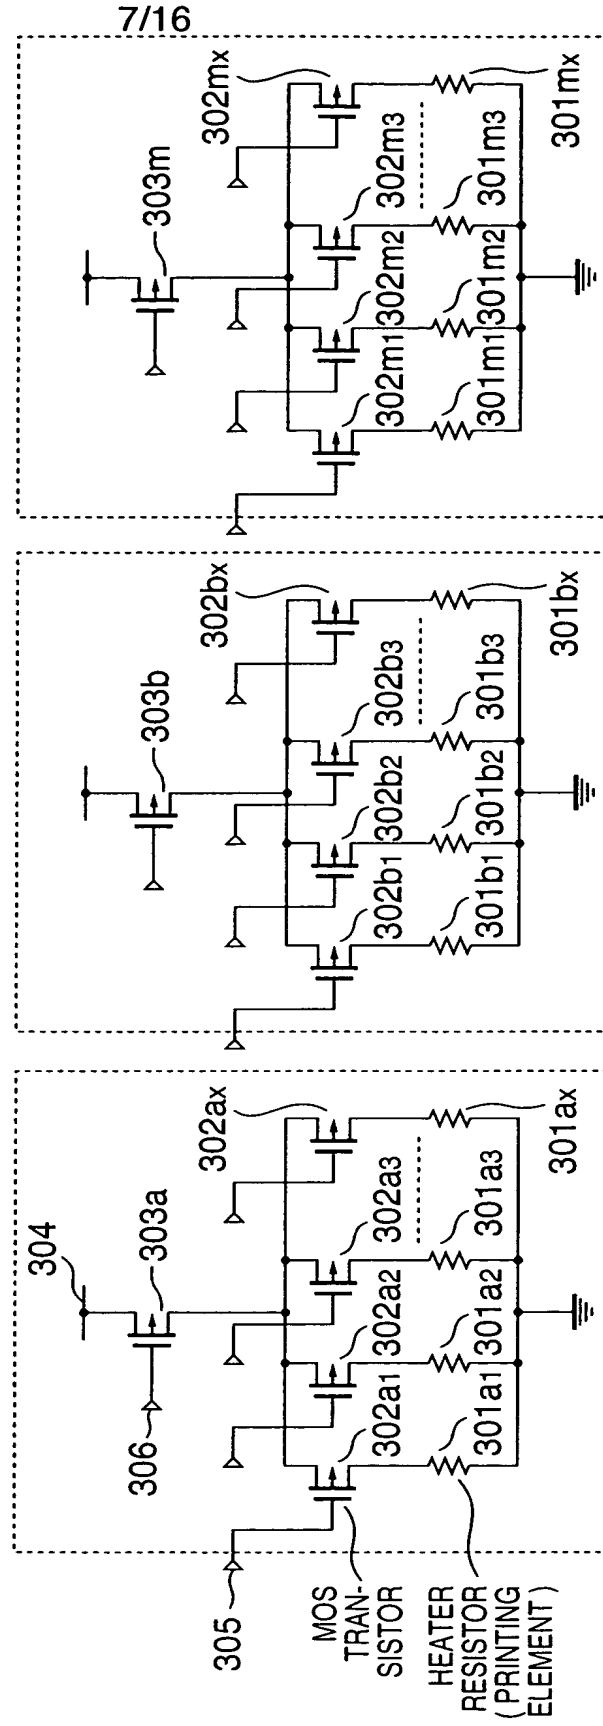 7/16
304
303a
306
305
302a1
302a2
302a3
302ax
301a1
301a2
301a3
301ax
MOS
TRAN-
SISTOR
HEATER
RESISTOR
(PRINTING
ELEMENT)
303b
302b1
302b2
302b3
302bx
301b1
301b2
301b3
301bx
303m
302m1
302m2
302m3
302mx
301m1
301m2
301m3
301mx